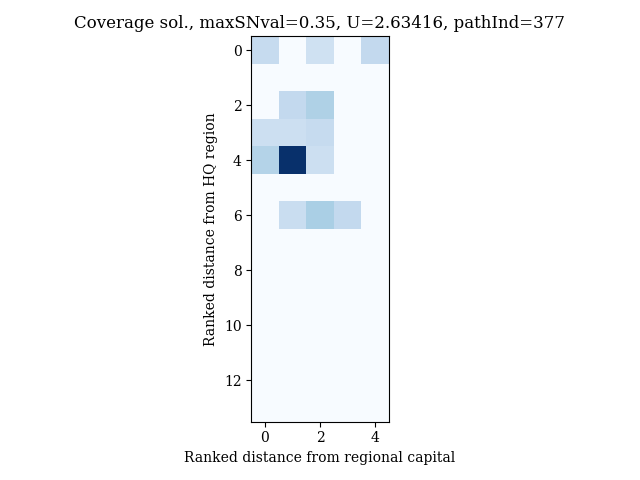 Coverage sol., maxSNval=0.35, U=2.63416, pathInd=377
0
2
4
6
8
10
12
Ranked distance from HQ region
0 2 4
Ranked distance from regional capital